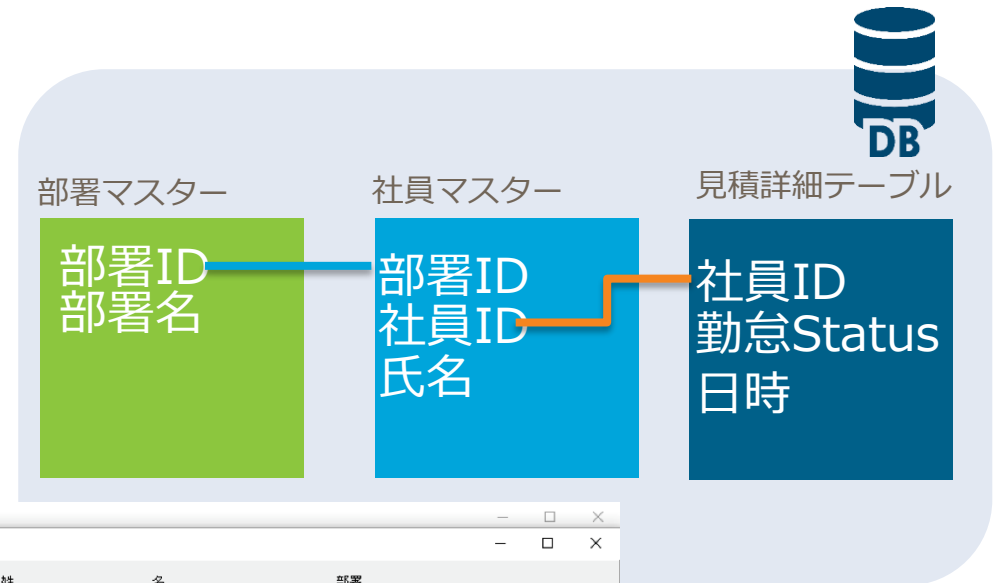 DB
部署マスター
社員マスター
見積詳細テーブル
部署ID
部署名
部署ID
社員ID
氏名
社員ID
勤怠Status
日時
姓 名 部署